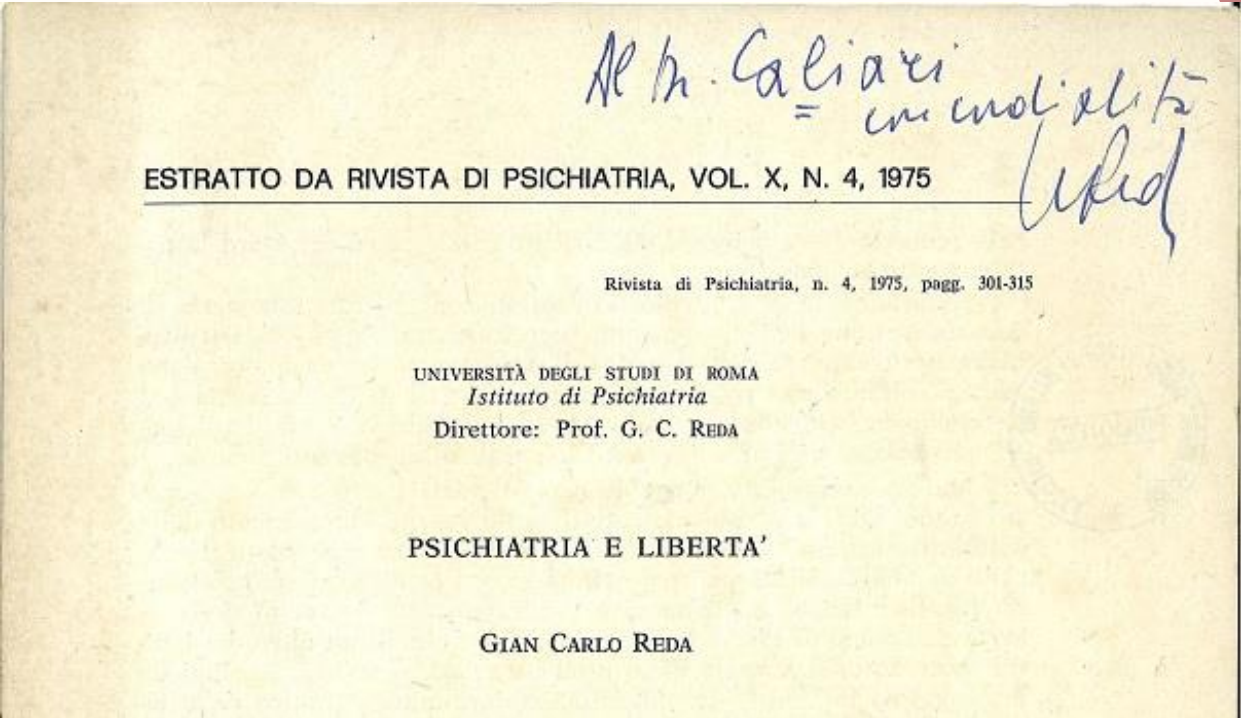 Al Dr. Caliari
con cordialità
ESTRATTO DA RIVISTA DI PSICHIATRIA, VOL. X, N. 4, 1975
Rivista di Psichiatria, n. 4, 1975, pagg. 301-315
UNIVERSITÀ DEGLI STUDI DI ROMA
Istituto di Psichiatria
Direttore: Prof. G. C. REDA
PSICHIATRIA E LIBERTA'
GIAN CARLO REDA